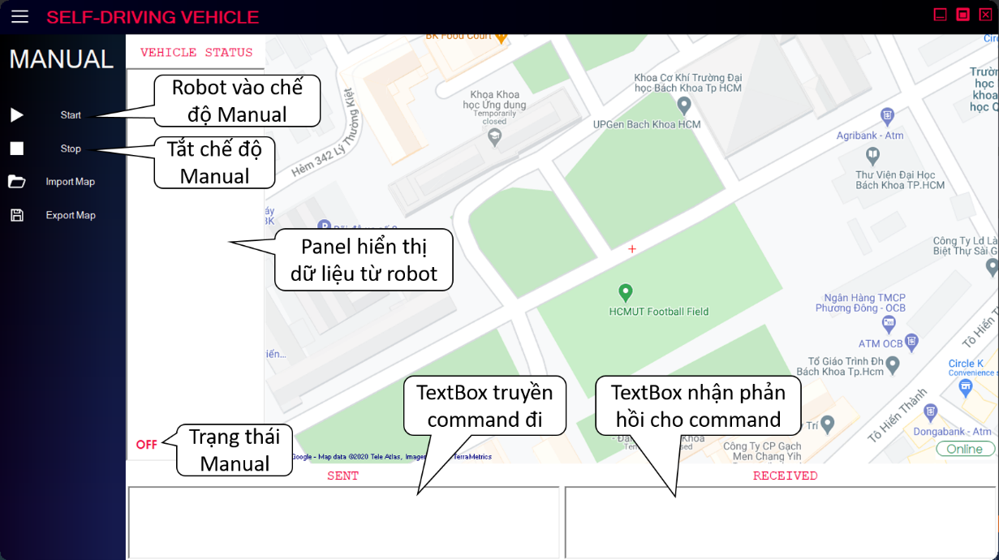 SELF-DRIVING VEHICLE
MANUAL
Start
Stop
Import Map
Export Map
VEHICLE STATUS
Robot vào chế
độ Manual
Tắt chế độ
Manual
Panel hiển thị
dữ liệu từ robot
Trạng thái
Manual
OFF
TextBox truyền
command đi
TextBox nhận phản
hồi cho command
BK Food Court
Hẻm 342 Lý Thường Kiệt
Khoa Khoa
học Ứng dụng
Temporarily
closed
Khoa Cơ Khí Trường Đại
học Bách Khoa Tp HCM
UPGen Bach Khoa HCM
Agribank - Atm
Thư Viện Đại Học
Bách Khoa TP.HCM
Công Ty Ld Là
Biệt Thự Sài G
HCMUT Football Field
Ngân Hàng TMCP
Phương Đông - OCB
ATM OCB
Tô Hiến T
Tổ Giáo Trình Đh
Bách Khoa Tp.Hcm
Circle K
Convenience s
Tô Hiến Thành
Dongabank - Atm
Công Ty CP Gạch
Men Chang Yih
Online
Google - Map data ©2020 Tele Atlas, Imager
TerraMetrics
SENT
RECEIVED